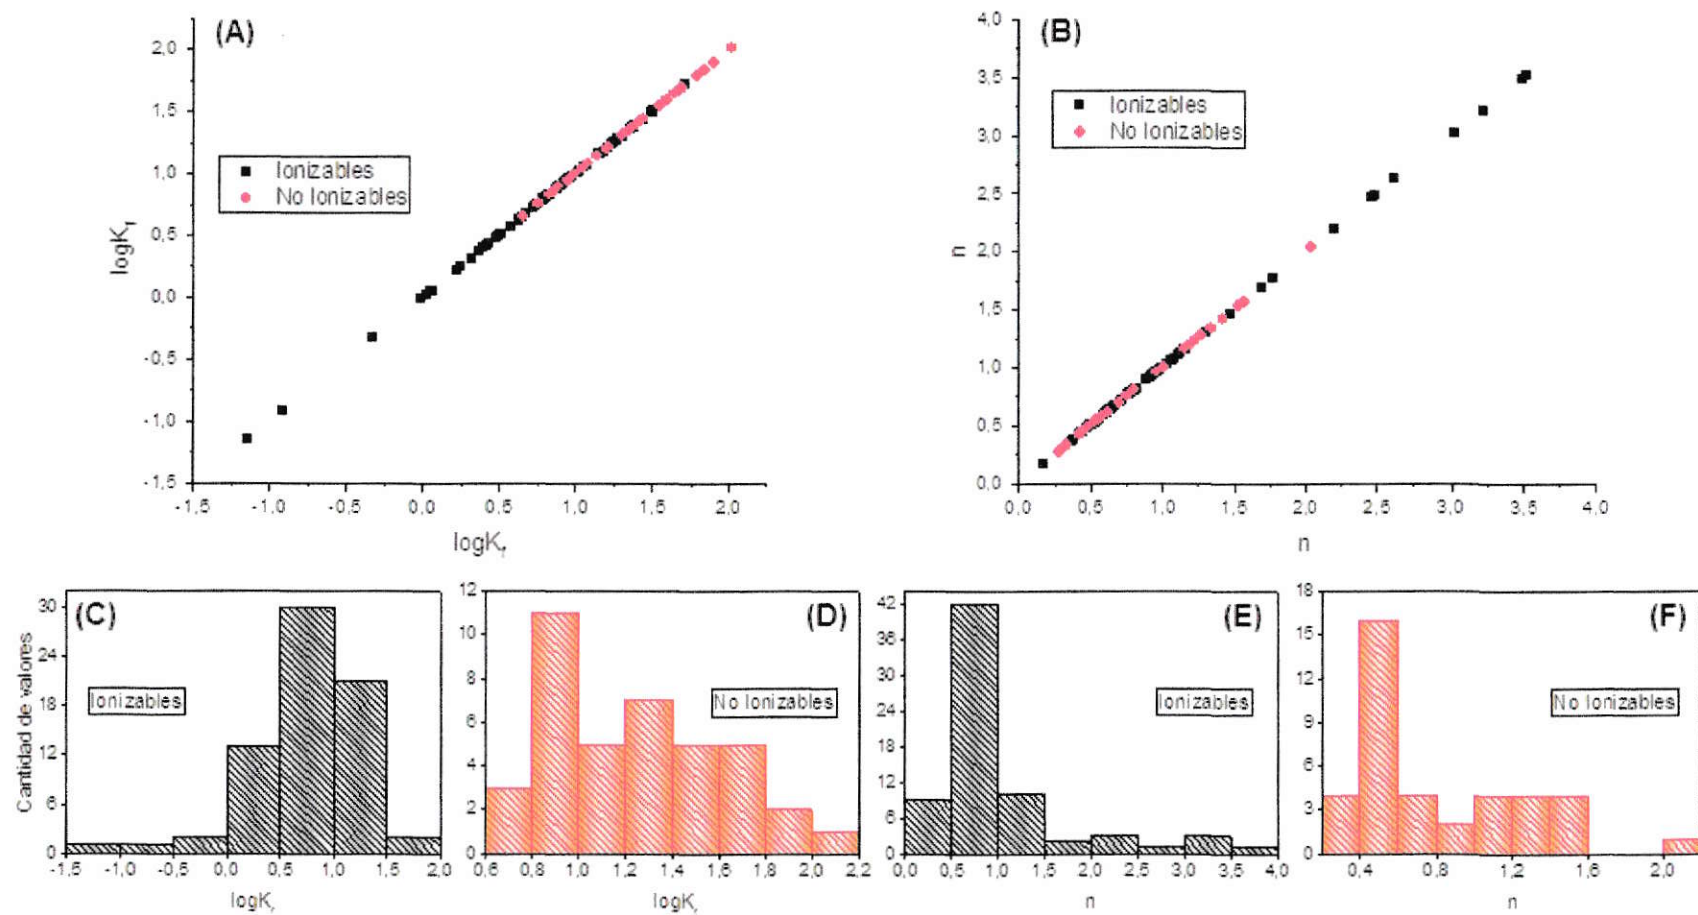 (A)
2,0
1,5
1,0
0,5
0,0
-0,5
-1,0
-1,5
logK_f
Ionizables
No Ionizables
-1,5 -1,0 -0,5 0,0 0,5 1,0 1,5 2,0
logK_f
(B)
4,0
3,5
3,0
2,5
2,0
1,5
1,0
0,5
0,0
n
Ionizables
No Ionizables
0,0 0,5 1,0 1,5 2,0 2,5 3,0 3,5 4,0
n
(C)
Cantidad de valores
30
24
18
12
6
0
Ionizables
-1,5 -1,0 -0,5 0,0 0,5 1,0 1,5 2,0
logK_f
(D)
12
10
8
6
4
2
0
No Ionizables
0,6 0,8 1,0 1,2 1,4 1,6 1,8 2,0 2,2
logK_f
(E)
42
36
30
24
18
12
6
0
Ionizables
0,0 0,5 1,0 1,5 2,0 2,5 3,0 3,5 4,0
n
(F)
18
15
12
9
6
3
0
No Ionizables
0,4 0,8 1,2 1,6 2,0
n